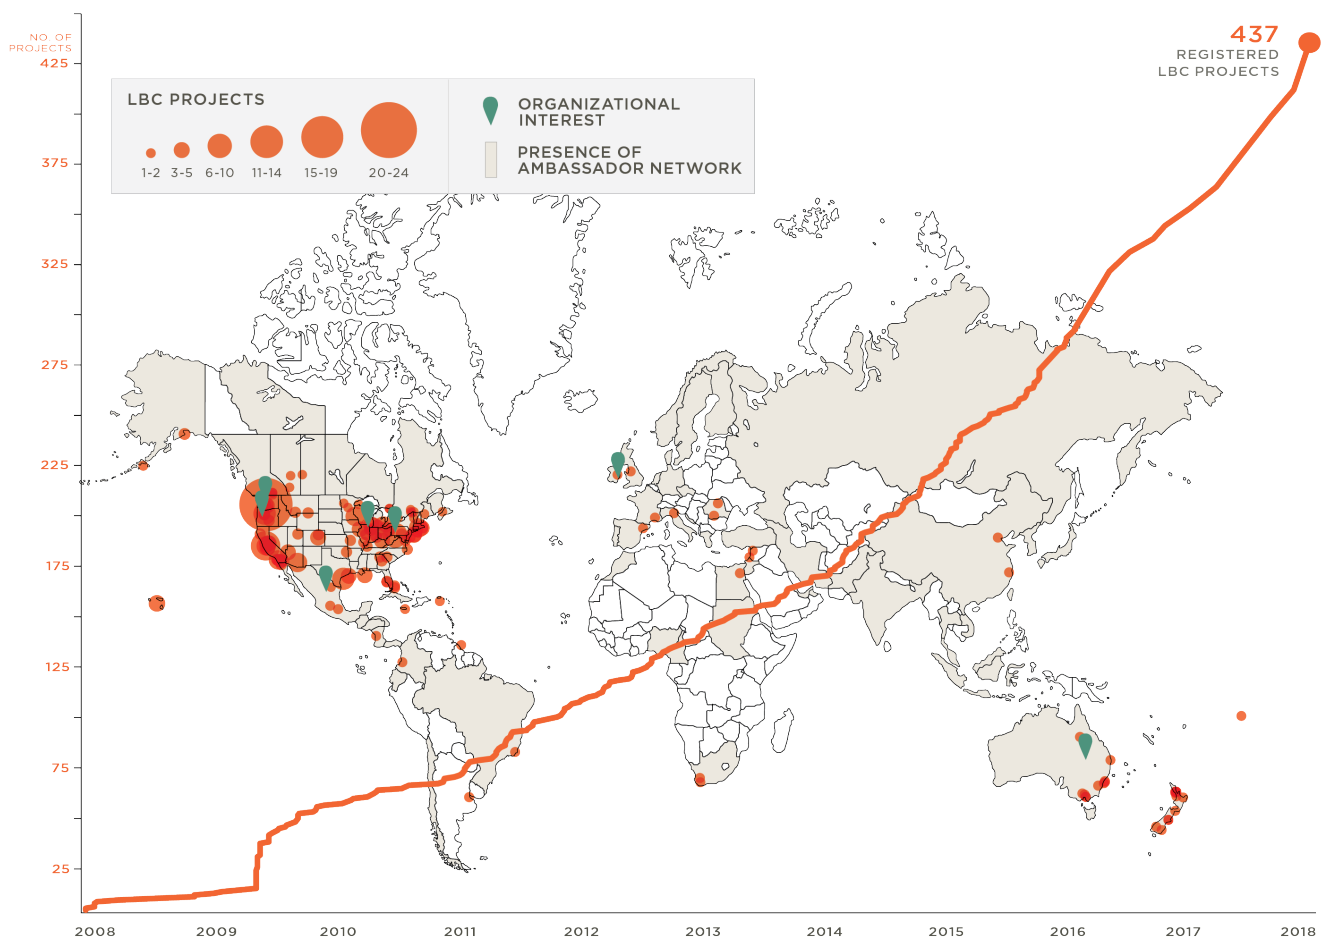 NO. OF
PROJECTS
425
375
325
275
225
175
125
75
25
437
REGISTERED
LBC PROJECTS
LBC PROJECTS
1-2 3-5 6-10 11-14 15-19 20-24
ORGANIZATIONAL
INTEREST
PRESENCE OF
AMBASSADOR NETWORK
2008 2009 2010 2011 2012 2013 2014 2015 2016 2017 2018